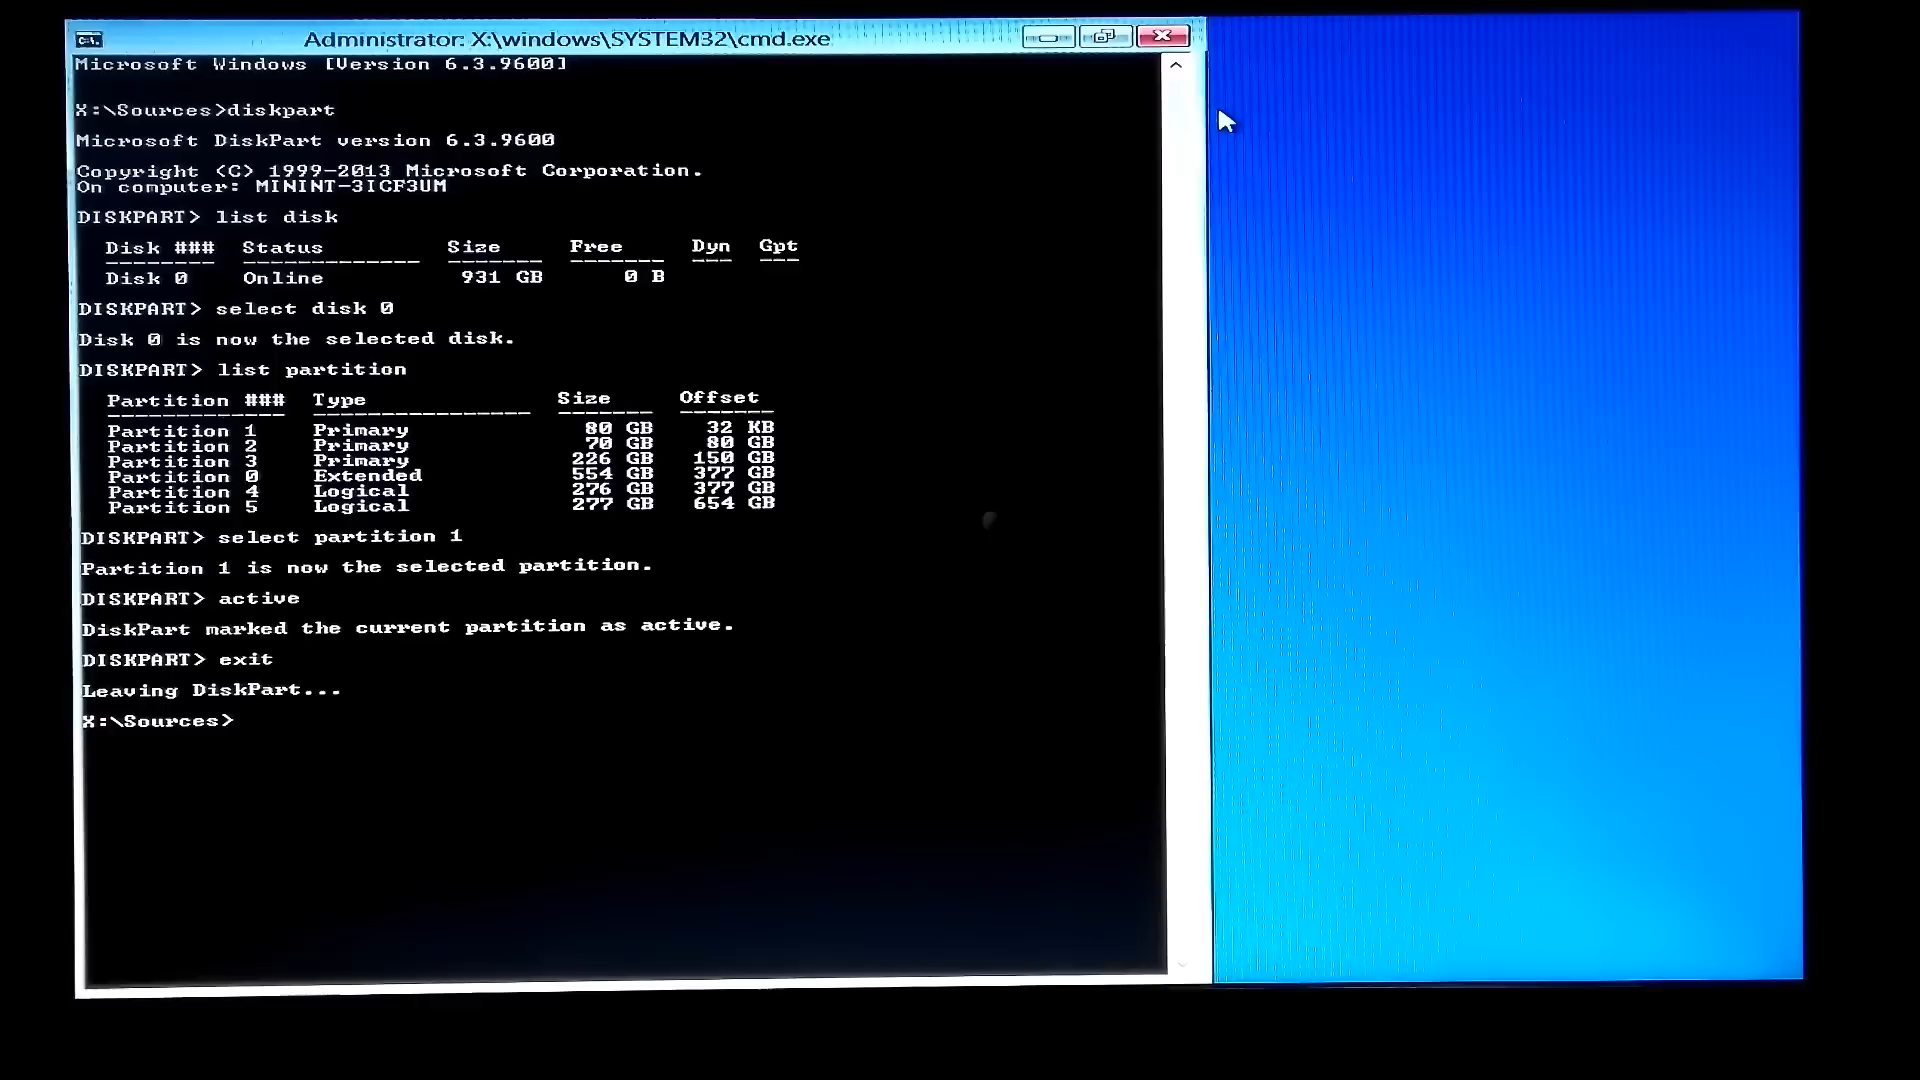 Administrator: X:\windows\SYSTEM32\cmd.exe
Microsoft Windows [Version 6.3.9600]
X:\Sources>diskpart
Microsoft DiskPart version 6.3.9600
Copyright (C) 1999-2013 Microsoft Corporation.
On computer: MININT-3ICF3UM
DISKPART> list disk
Disk ### Status Size Free Dyn Gpt
-------- ------------- ------- ------- --- ---
Disk 0 Online 931 GB 0 B
DISKPART> select disk 0
Disk 0 is now the selected disk.
DISKPART> list partition
Partition ### Type Size Offset
------------- ---------------- ------- -------
Partition 1 Primary 80 GB 32 KB
Partition 2 Primary 70 GB 80 GB
Partition 3 Primary 226 GB 150 GB
Partition 0 Extended 554 GB 377 GB
Partition 4 Logical 276 GB 377 GB
Partition 5 Logical 277 GB 654 GB
DISKPART> select partition 1
Partition 1 is now the selected partition.
DISKPART> active
DiskPart marked the current partition as active.
DISKPART> exit
Leaving DiskPart...
X:\Sources>